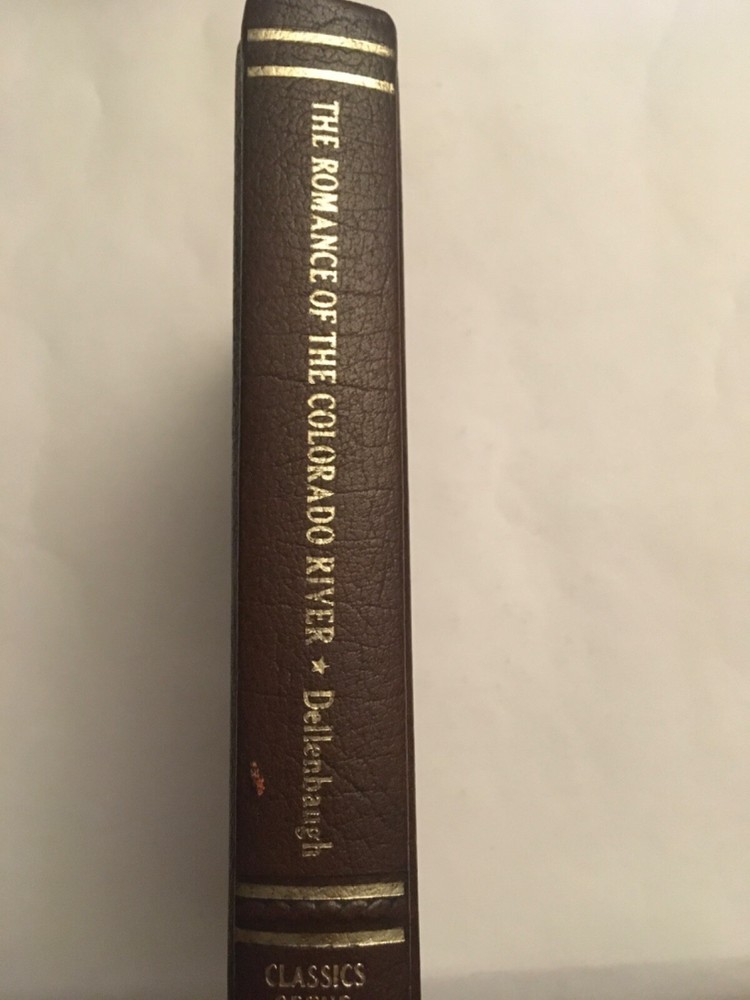 THE ROMANCE OF THE COLORADO RIVER ★ Dellenbaugh
CLASSICS